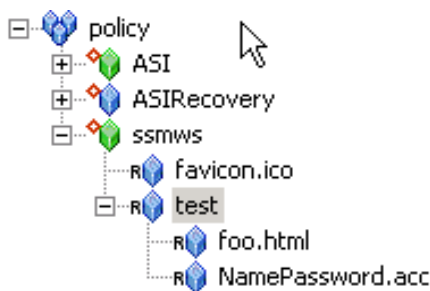 policy
ASI
ASIRecovery
ssmws
R favicon.ico
R test
R foo.html
R NamePassword.acc